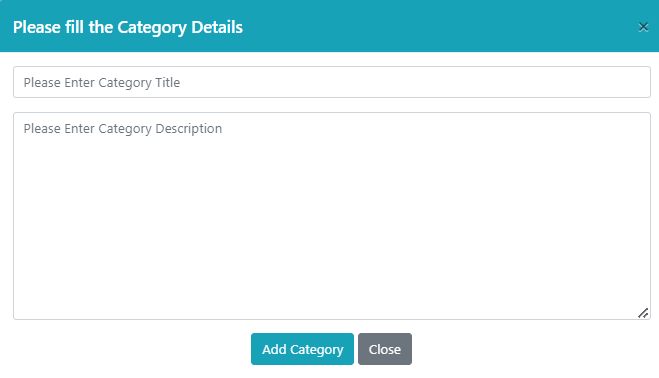 Please fill the Category Details
×
Please Enter Category Title
Please Enter Category Description
Add Category
Close